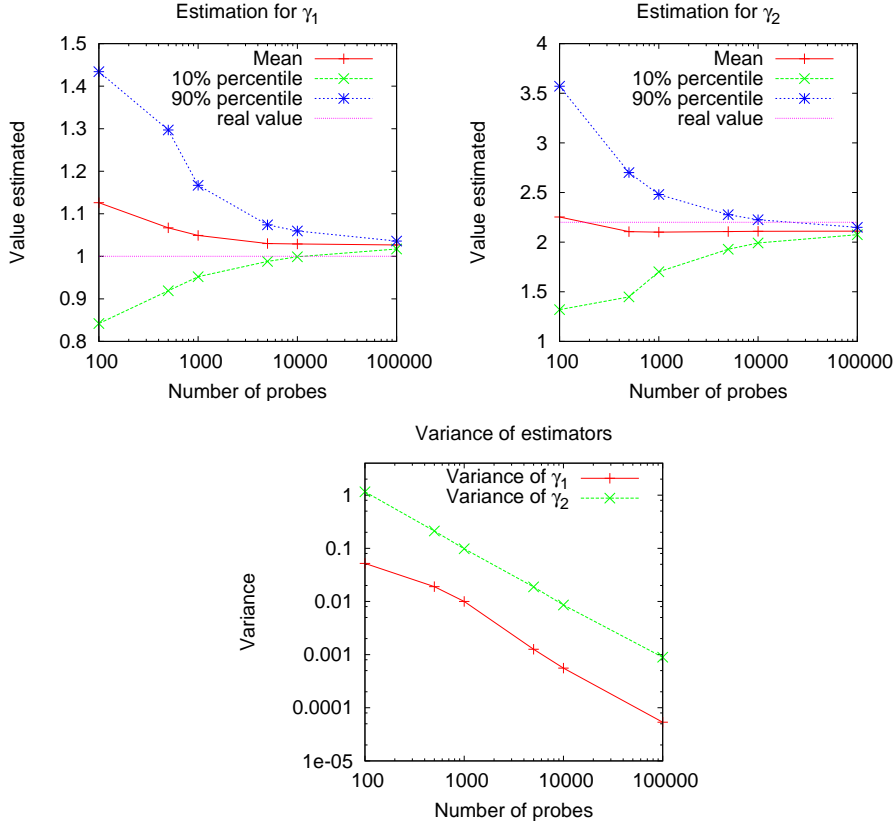 Estimation for γ1
Value estimated
1.5
1.4
1.3
1.2
1.1
1
0.9
0.8
Mean
10% percentile
90% percentile
real value
100
1000
10000
100000
Number of probes
Estimation for γ2
Value estimated
4
3.5
3
2.5
2
1.5
1
Mean
10% percentile
90% percentile
real value
100
1000
10000
100000
Number of probes
Variance of estimators
Variance
1
0.1
0.01
0.001
0.0001
1e-05
Variance of γ1
Variance of γ2
100
1000
10000
100000
Number of probes